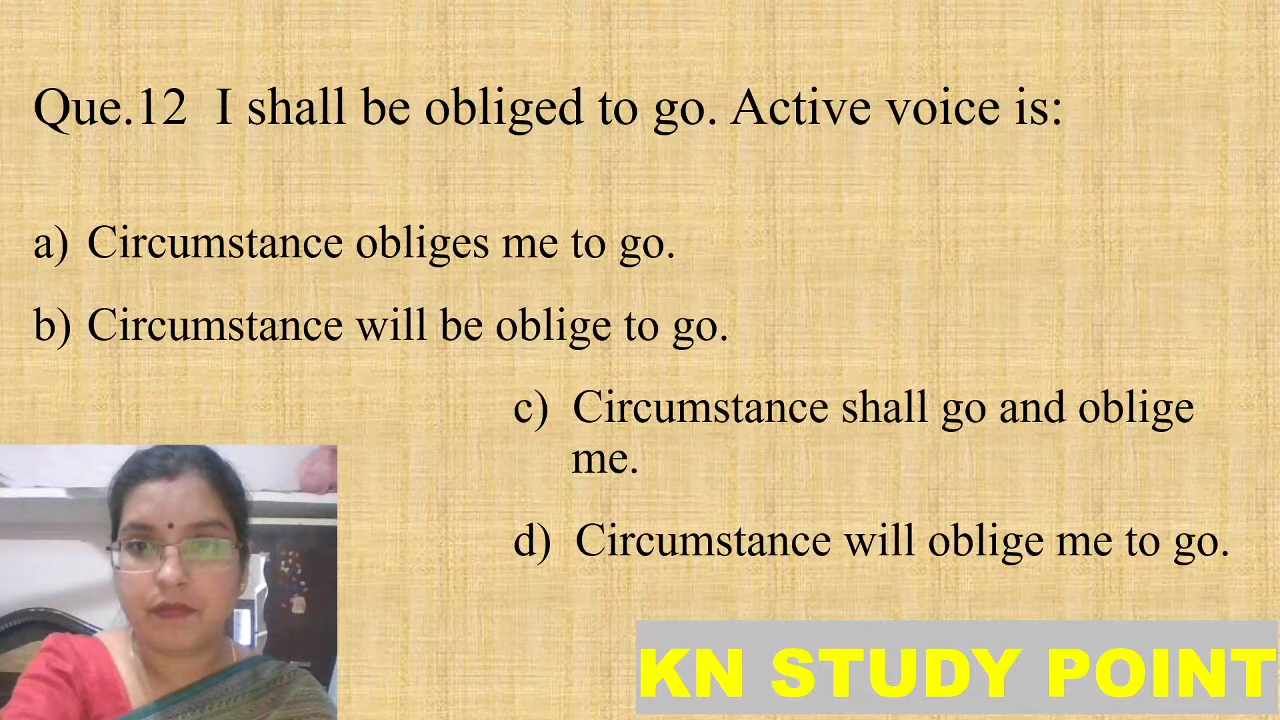 Que.12  I shall be obliged to go. Active voice is:
a) Circumstance obliges me to go.
b) Circumstance will be oblige to go.
c) Circumstance shall go and oblige
me.
d) Circumstance will oblige me to go.
KN STUDY POINT